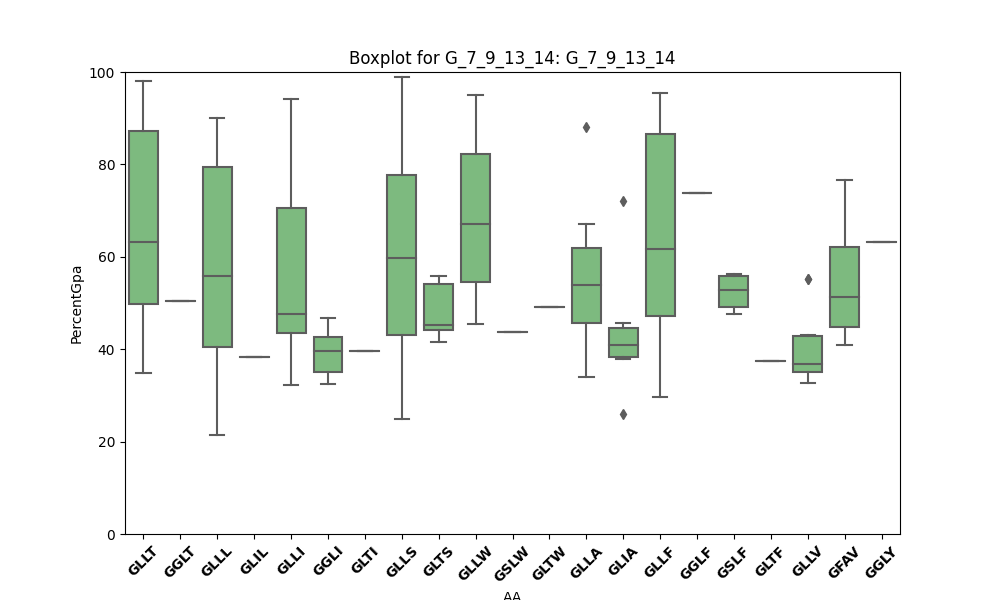 Boxplot for G_7_9_13_14: G_7_9_13_14
100
80
60
40
20
0
PercentGpa
GLLT GGLT GLLL GLIL GLLI GGLI GLTI GLLS GLTS GLLW GSLW GLTW GLLA GLIA GLLF GGLF GSLF GLTF GLLV GFAV GGLY
AA